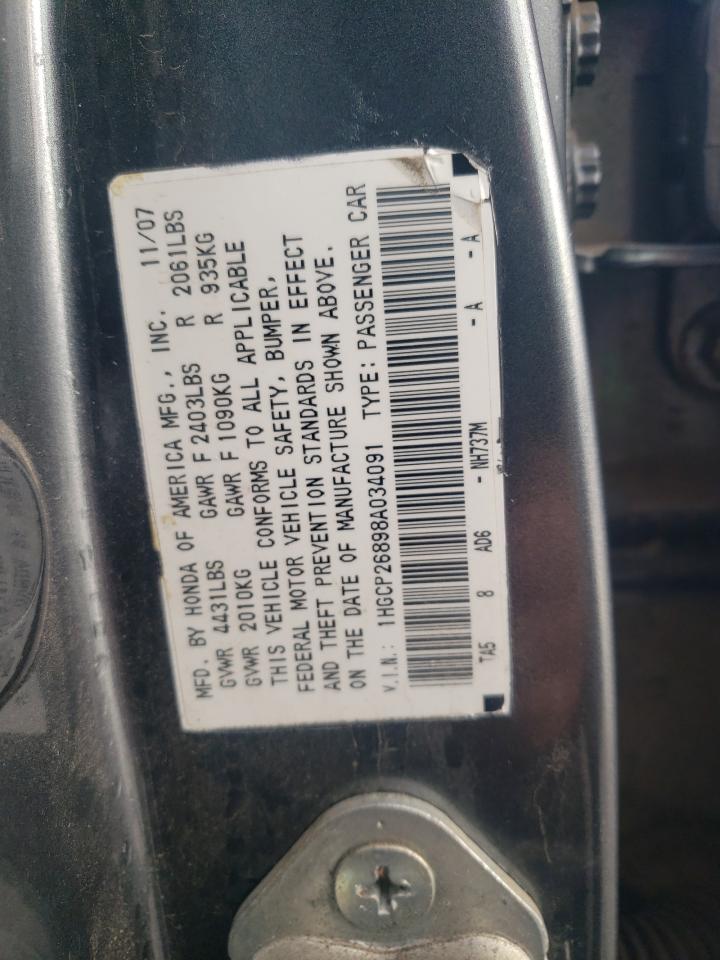 MFD. BY HONDA OF AMERICA MFG., INC. 11/07
GVWR 4431LBS GAWR F 2403LBS R 2061LBS
GVWR 2010KG GAWR F 1090KG R 935KG
THIS VEHICLE CONFORMS TO ALL APPLICABLE
FEDERAL MOTOR VEHICLE SAFETY, BUMPER,
AND THEFT PREVENTION STANDARDS IN EFFECT
ON THE DATE OF MANUFACTURE SHOWN ABOVE.
V.I.N.: 1HGCP26898A034091 TYPE: PASSENGER CAR
TA5 8 AD6 - NH737M - A - A